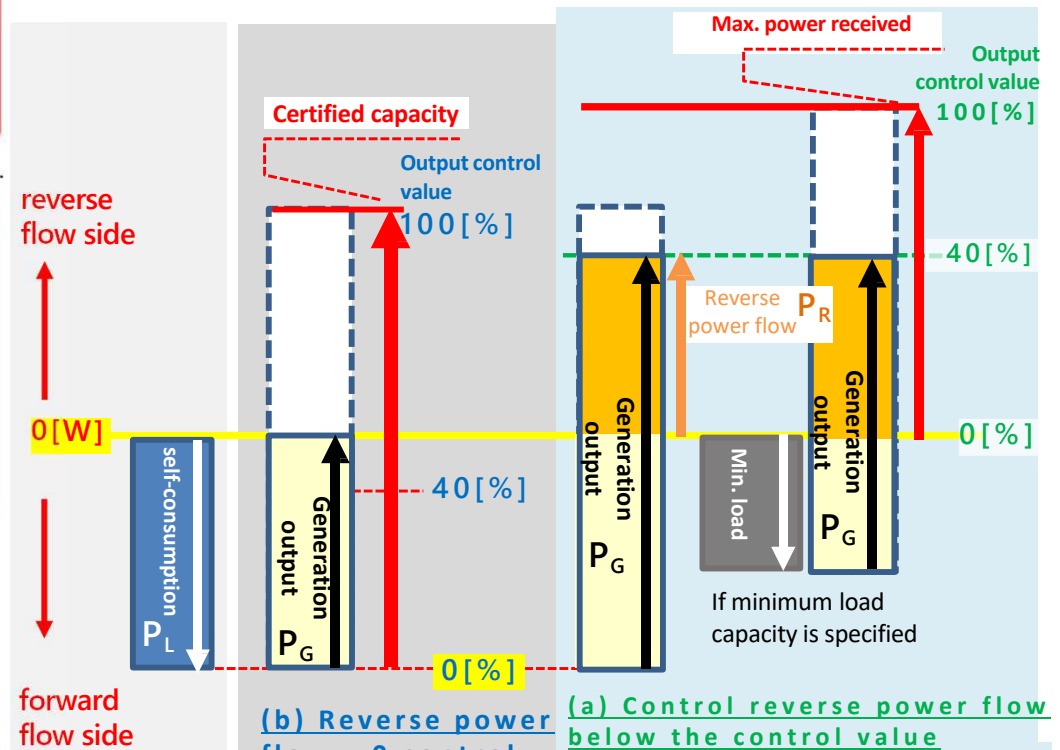 Max. power received
Output
control value
100[%]
Certified capacity
Output control
value
100[%]
reverse
flow side
40[%]
Reverse
power flow
PR
0[W]
0[%]
self-consumption
PL
Generation
output
PG
40[%]
Generation
output
PG
Min. load
Generation
output
PG
If minimum load
capacity is specified
0[%]
forward
flow side
(b) Reverse power
(a) Control reverse power flow
below the control value